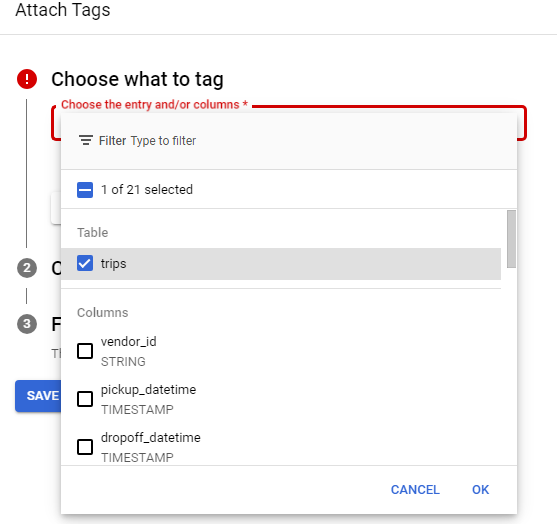 Attach Tags
Choose what to tag
Choose the entry and/or columns *
Filter Type to filter
1 of 21 selected
Table
trips
Columns
vendor_id
STRING
pickup_datetime
TIMESTAMP
dropoff_datetime
TIMESTAMP
2
3
SAVE
CANCEL OK